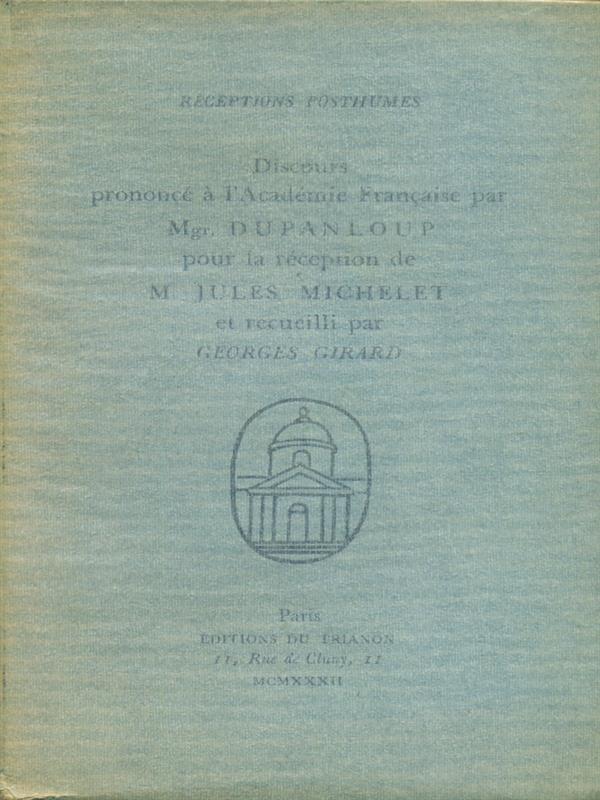 RÉCEPTIONS POSTHUMES
Discours
prononcé à l'Académie Française par
Mgr. DUPANLOUP
pour la réception de
M. JULES MICHELET
et recueilli par
GEORGES GIRARD
Paris
ÉDITIONS DU TRIANON
11, Rue de Cluny, 11
MCMXXXII